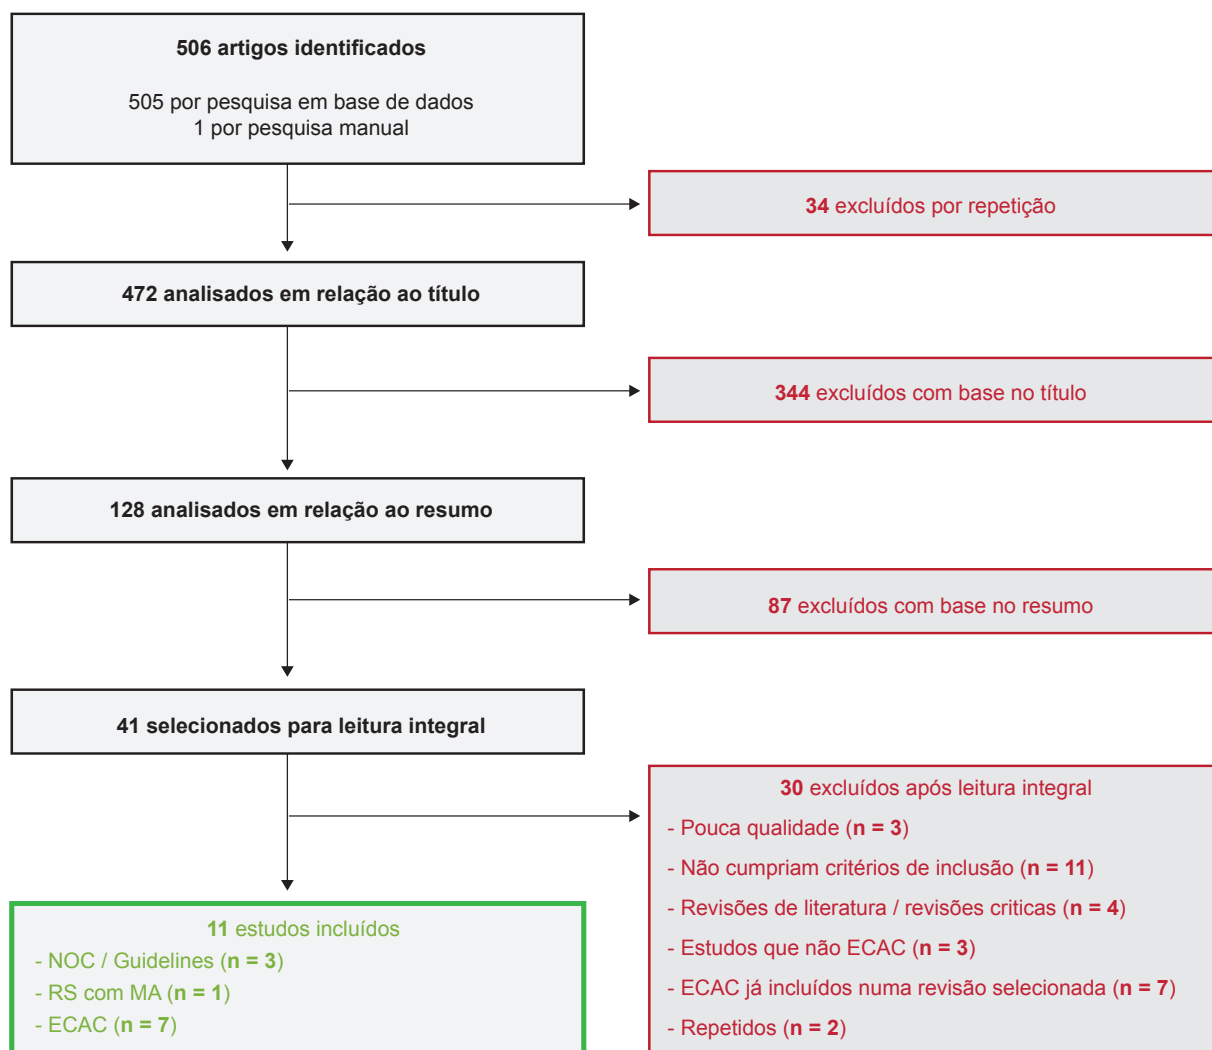 506 artigos identificados
505 por pesquisa em base de dados
1 por pesquisa manual
34 excluídos por repetição
472 analisados em relação ao título
344 excluídos com base no título
128 analisados em relação ao resumo
87 excluídos com base no resumo
41 selecionados para leitura integral
30 excluídos após leitura integral
- Pouca qualidade (n = 3)
- Não cumpriam critérios de inclusão (n = 11)
- Revisões de literatura / revisões criticas (n = 4)
- Estudos que não ECAC (n = 3)
- ECAC já incluídos numa revisão selecionada (n = 7)
- Repetidos (n = 2)
11 estudos incluídos
- NOC / Guidelines (n = 3)
- RS com MA (n = 1)
- ECAC (n = 7)